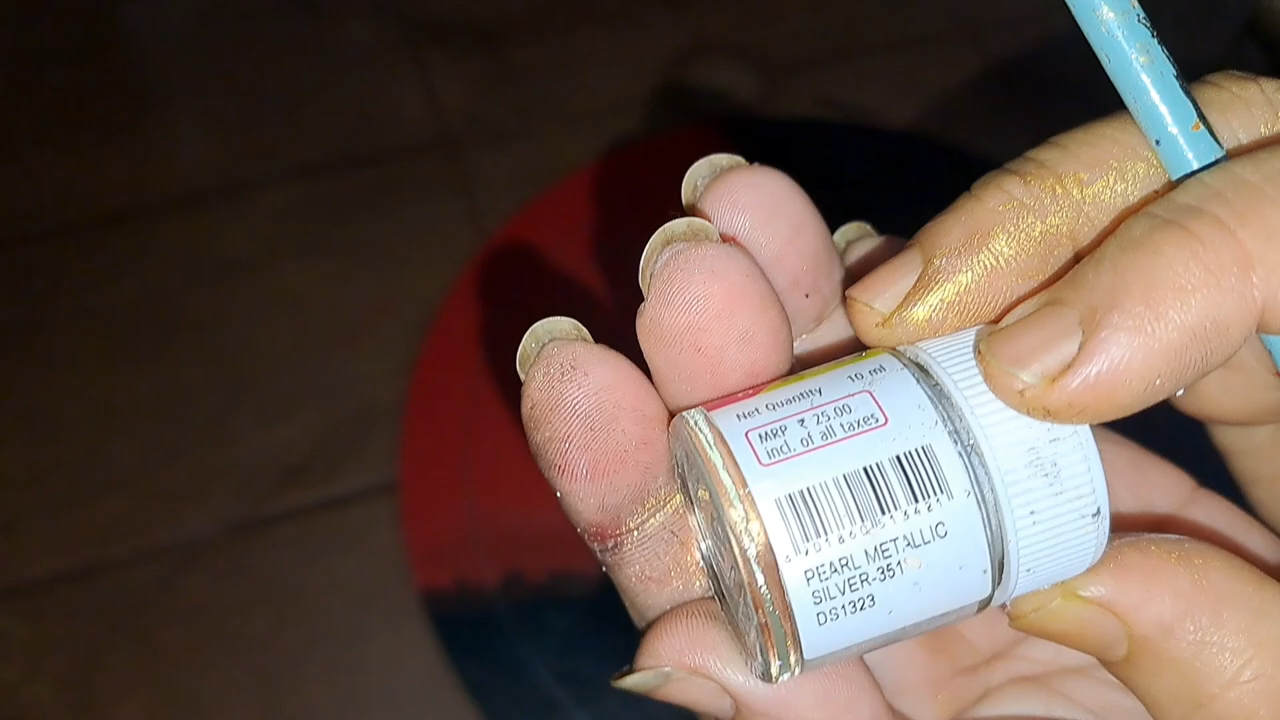 Net Quantity 10 ml
MRP ₹ 25.00
incl. of all taxes
PEARL METALLIC
SILVER-351
DS1323